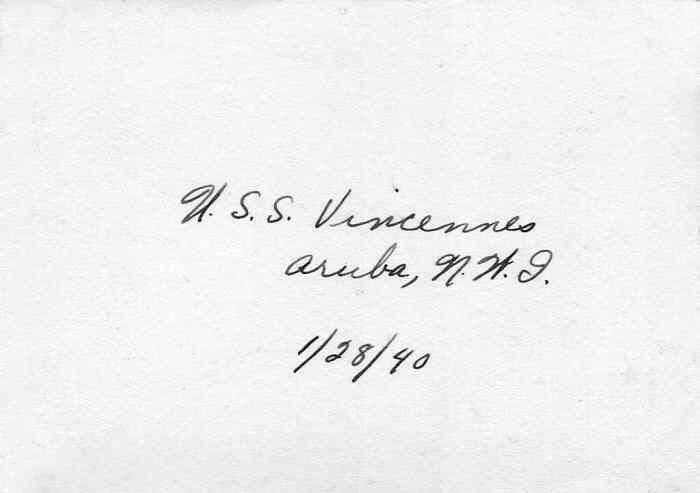 U.S.S. Vincennes
Aruba, N.W.I.
1/28/40